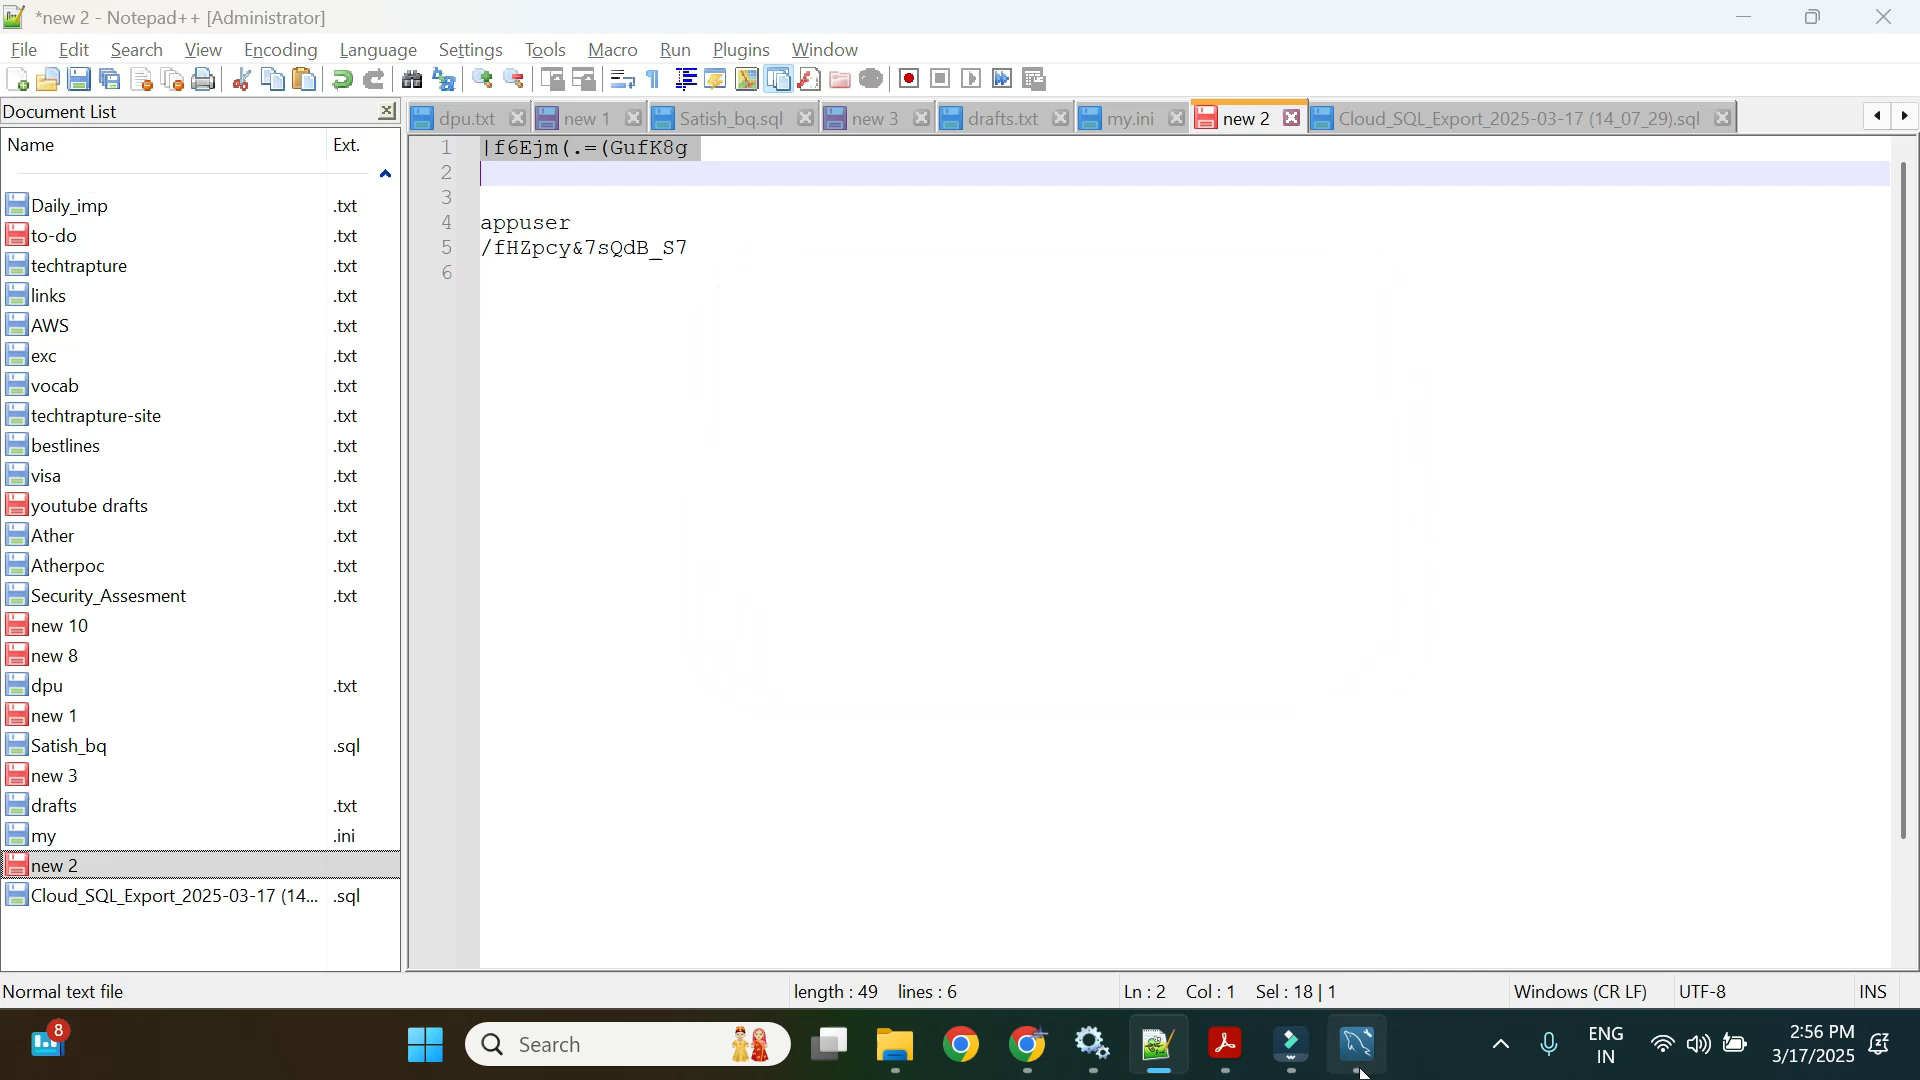 *new 2 - Notepad++ [Administrator]
File Edit Search View Encoding Language Settings Tools Macro Run Plugins Window
Document List
dpu.txt new 1 Satish_bq.sql new 3 drafts.txt my.ini new 2 Cloud_SQL_Export_2025-03-17 (14_07_29).sql
Name Ext.
Daily_imp .txt
to-do .txt
techtrapture .txt
links .txt
AWS .txt
exc .txt
vocab .txt
techtrapture-site .txt
bestlines .txt
visa .txt
youtube drafts .txt
Ather .txt
Atherpoc .txt
Security_Assesment .txt
new 10
new 8
dpu .txt
new 1
Satish_bq .sql
new 3
drafts .txt
my .ini
new 2
Cloud_SQL_Export_2025-03-17 (14... .sql
1 |f6Ejm(.=(GufK8g
2
3
4 appuser
5 /fHZpcy&7sQdB_S7
6
Normal text file length : 49 lines : 6 Ln : 2 Col : 1 Sel : 18 | 1 Windows (CR LF) UTF-8 INS
8
Search
ENG
IN
2:56 PM
3/17/2025